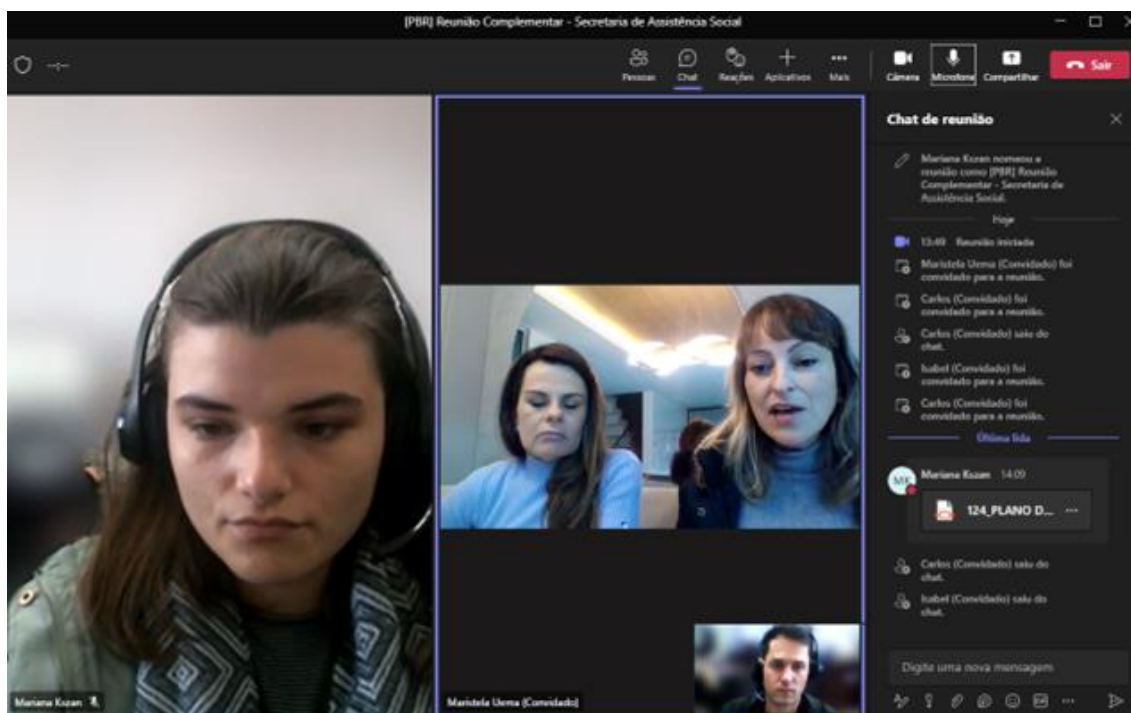 [PBR] Reunião Complementar - Secretaria de Assistência Social
Pessoas
Chat
Reações
Aplicativos
Mais
Câmera
Microfone
Compartilhar
Sair
Chat de reunião
Mariana Kozan nomeou a
reunião como [PBR] Reunião
Complementar - Secretaria de
Assistência Social.
Hoje
13:49 Reunião iniciada
Maristela Uema (Convidado) foi
convidado para a reunião.
Carlos (Convidado) foi
convidado para a reunião.
Carlos (Convidado) saiu do
chat.
Isabel (Convidado) foi
convidado para a reunião.
Carlos (Convidado) foi
convidado para a reunião.
Última lida
MK
Mariana Kozan 14:09
124_PLANO D...
Carlos (Convidado) saiu do
chat.
Isabel (Convidado) saiu do
chat.
Digite uma nova mensagem
Mariana Kozan
Maristela Uema (Convidado)